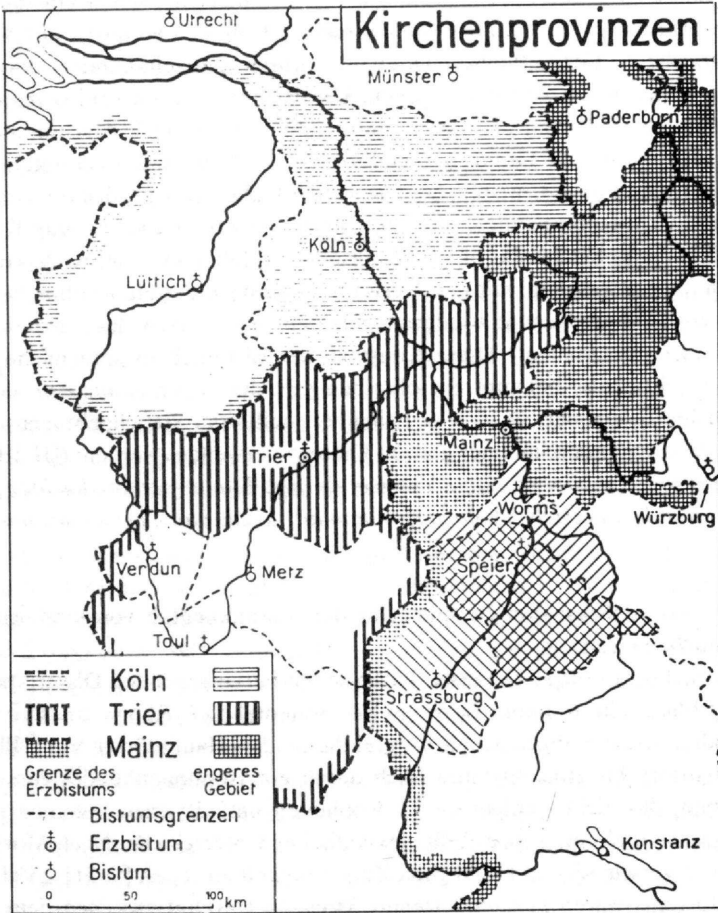 Kirchenprovinzen
Utrecht
Münster
Paderborn
Köln
Lüttich
Trier
Mainz
Würzburg
Worms
Speier
Verdun
Metz
Toul
Strassburg
Konstanz
Köln
Trier
Mainz
Grenze des
Erzbistums
engeres
Gebiet
Bistumsgrenzen
Erzbistum
Bistum
0 50 100
km